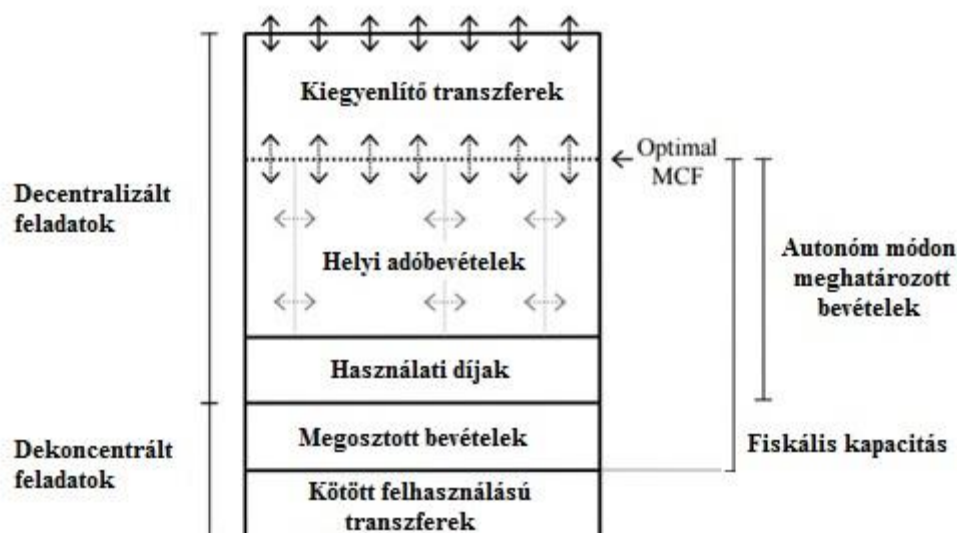 Kiegyenlítő transzferek
Optimal
MCF
Decentralizált
feladatok
Helyi adóbevételek
Autonóm módon
meghatározott
bevételek
Használati díjak
Megosztott bevételek
Dekoncentrált
feladatok
Fiskális kapacitás
Kötött felhasználású
transzferek